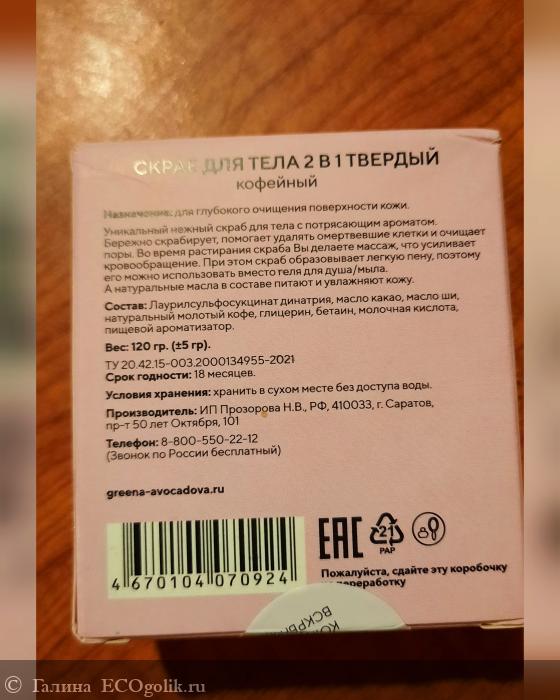 СКРАБ ДЛЯ ТЕЛА 2 В 1 ТВЕРДЫЙ
кофейный
Назначение: для глубокого очищения поверхности кожи.
Уникальный нежный скраб для тела с потрясающим ароматом.
Бережно скрабирует, помогает удалять омертвевшие клетки и очищает
поры. Во время растирания скраба Вы делаете массаж, что усиливает
кровообращение. При этом скраб образовывает легкую пену, поэтому
его можно использовать вместо геля для душа/мыла.
А натуральные масла в составе питают и увлажняют кожу.
Состав: Лаурилсульфосукцинат динатрия, масло какао, масло ши,
натуральный молотый кофе, глицерин, бетаин, молочная кислота,
пищевой ароматизатор.
Вес: 120 гр. (±5 гр).
ТУ 20.42.15-003.2000134955-2021
Срок годности: 18 месяцев.
Условия хранения: хранить в сухом месте без доступа воды.
Производитель: ИП Прозорова Н.В., РФ, 410033, г. Саратов,
пр-т 50 лет Октября, 101
Телефон: 8-800-550-22-12
(Звонок по России бесплатный)
greena-avocadova.ru
4 670104 070924
EAC
21
PAP
Пожалуйста, сдайте эту коробочку
переработку
Галина ECOgolik.ru